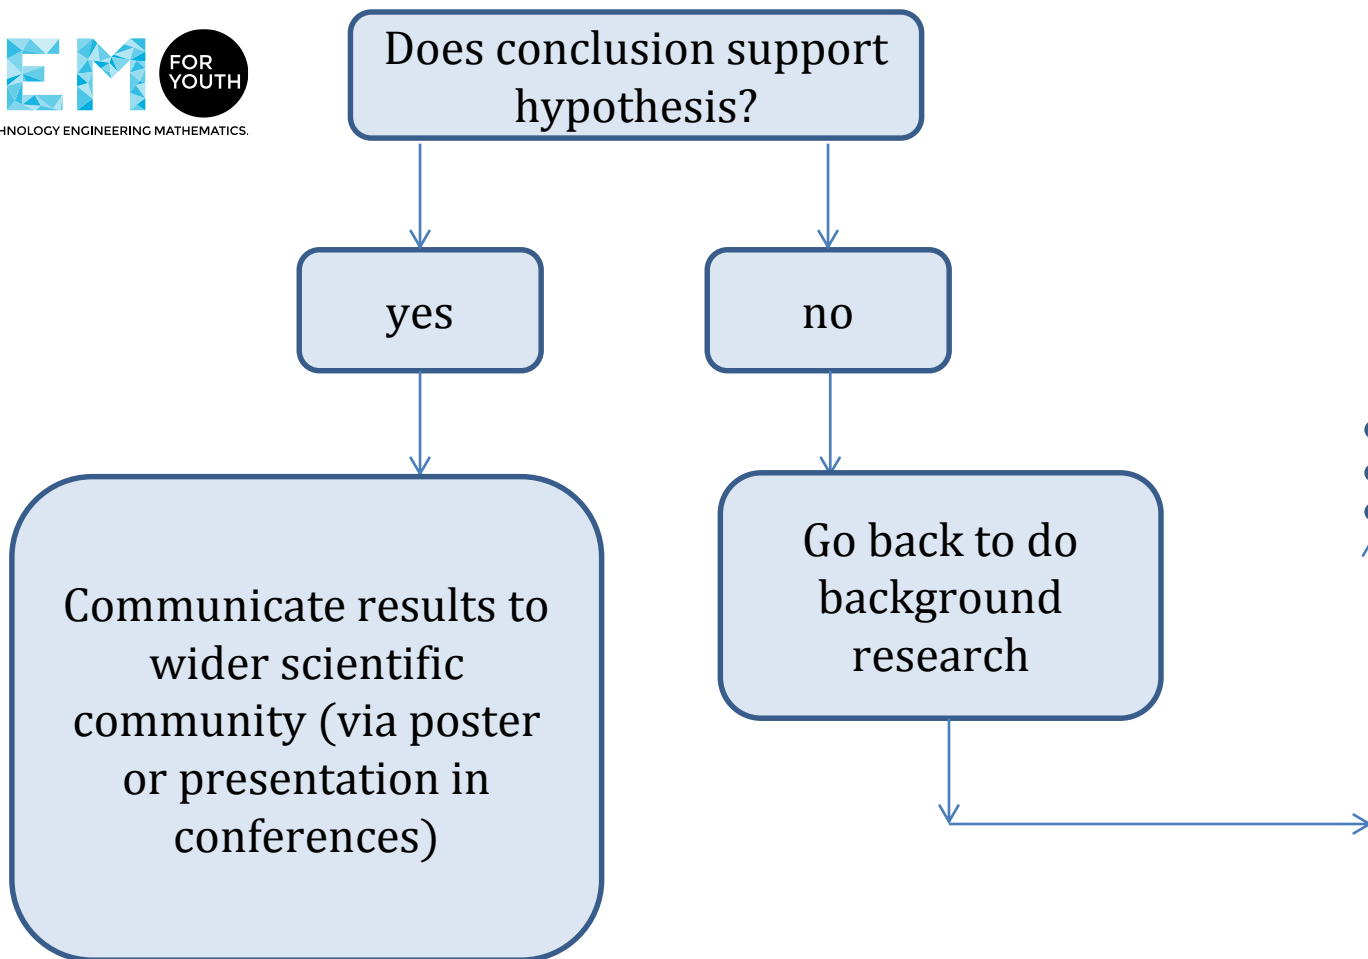 EM
FOR
YOUTH
HNOLOGY ENGINEERING MATHEMATICS.
Does conclusion support
hypothesis?
yes
no
Communicate results to
wider scientific
community (via poster
or presentation in
conferences)
Go back to do
background
research